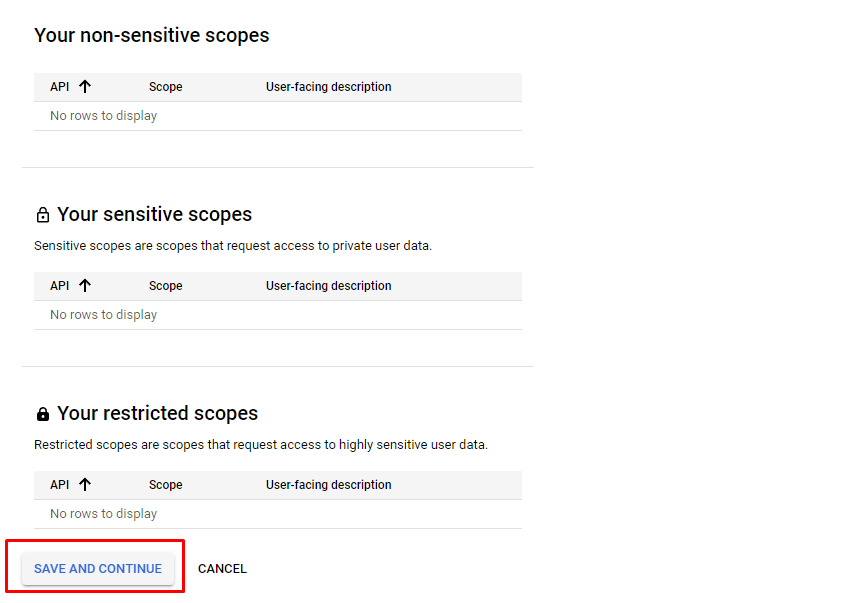 Your non-sensitive scopes
API Scope User-facing description
No rows to display
Your sensitive scopes
Sensitive scopes are scopes that request access to private user data.
API Scope User-facing description
No rows to display
Your restricted scopes
Restricted scopes are scopes that request access to highly sensitive user data.
API Scope User-facing description
No rows to display
SAVE AND CONTINUE CANCEL